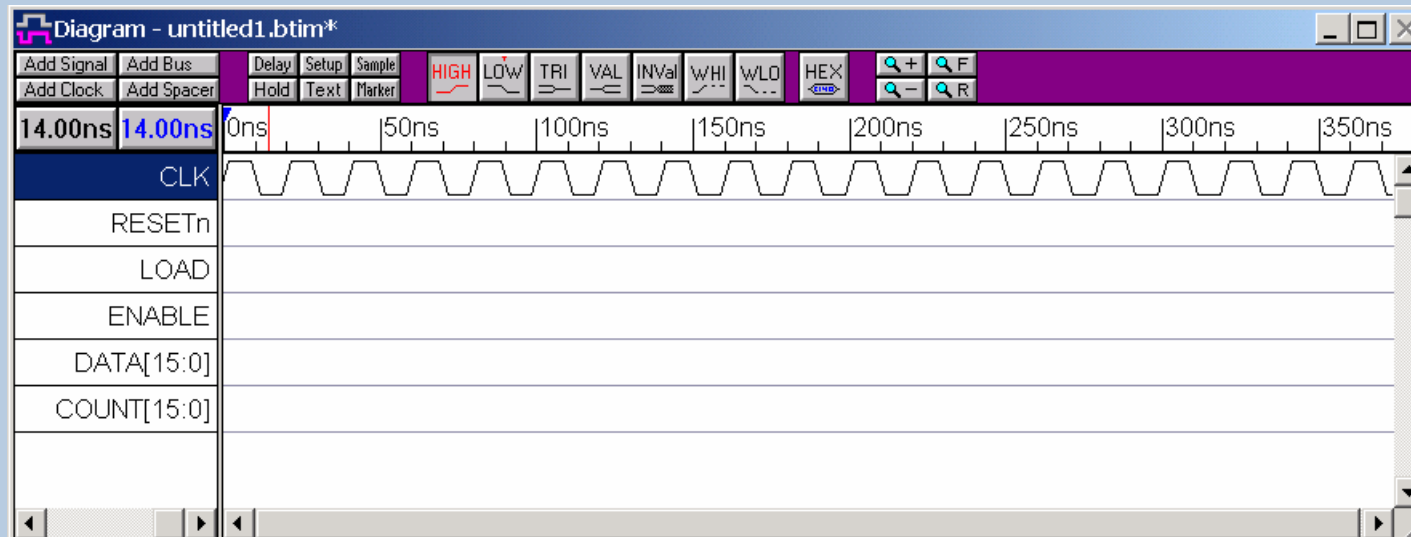 Diagram - untitled1.btim*
Add Signal Add Bus Delay Setup Sample HIGH LOW TRI VAL INVal WHI WLO HEX + F
Add Clock Add Spacer Hold Text Marker - R
14.00ns 14.00ns 0ns 50ns 100ns 150ns 200ns 250ns 300ns 350ns
CLK
RESETn
LOAD
ENABLE
DATA[15:0]
COUNT[15:0]